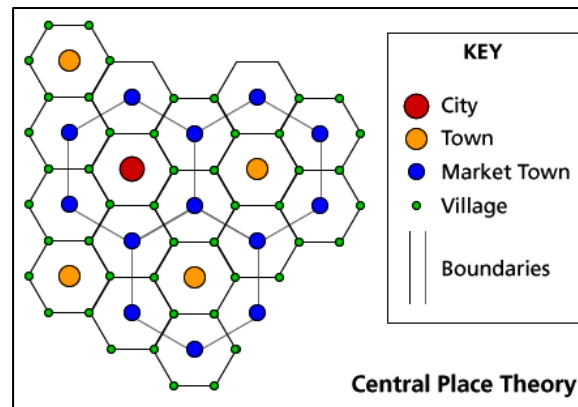 KEY
City
Town
Market Town
Village
Boundaries
Central Place Theory